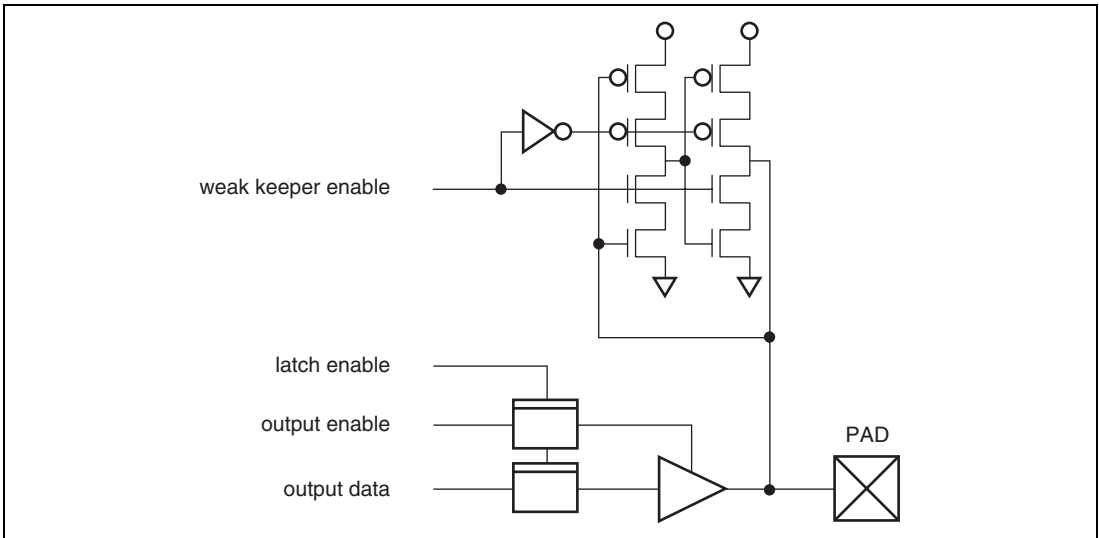 weak keeper enable
latch enable
output enable
PAD
output data